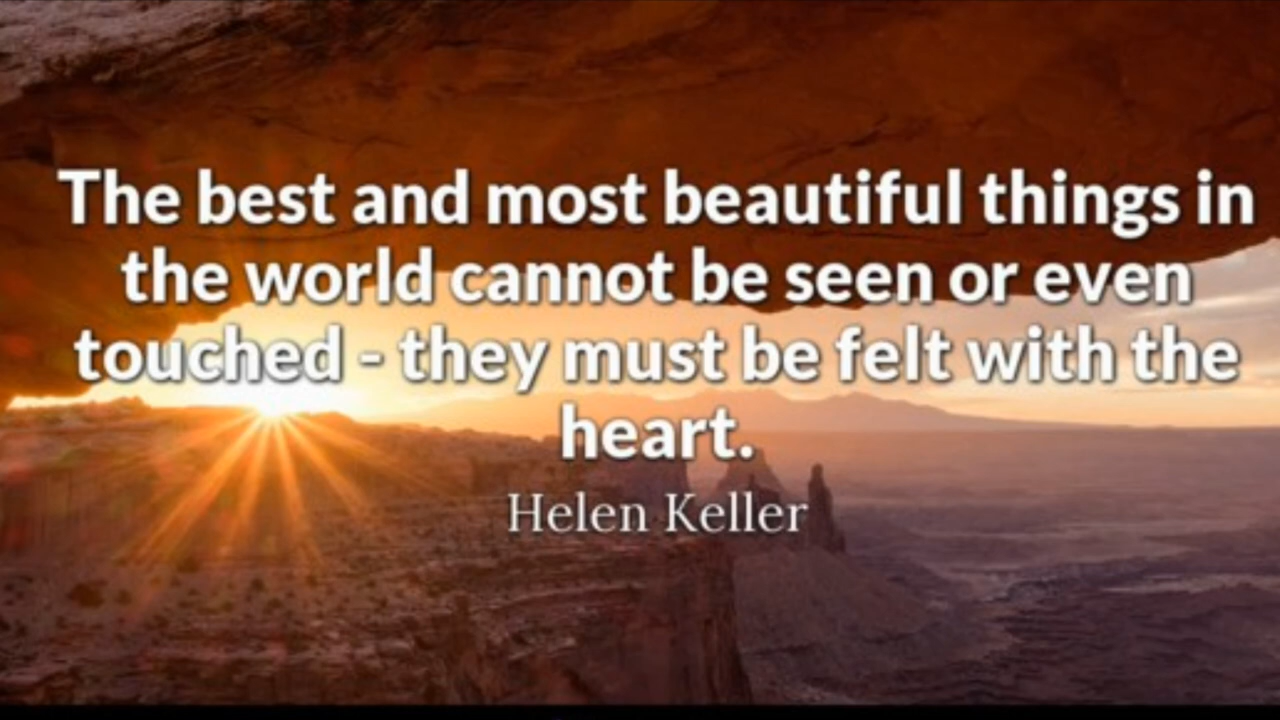 The best and most beautiful things in
the world cannot be seen or even
touched - they must be felt with the
heart.
Helen Keller